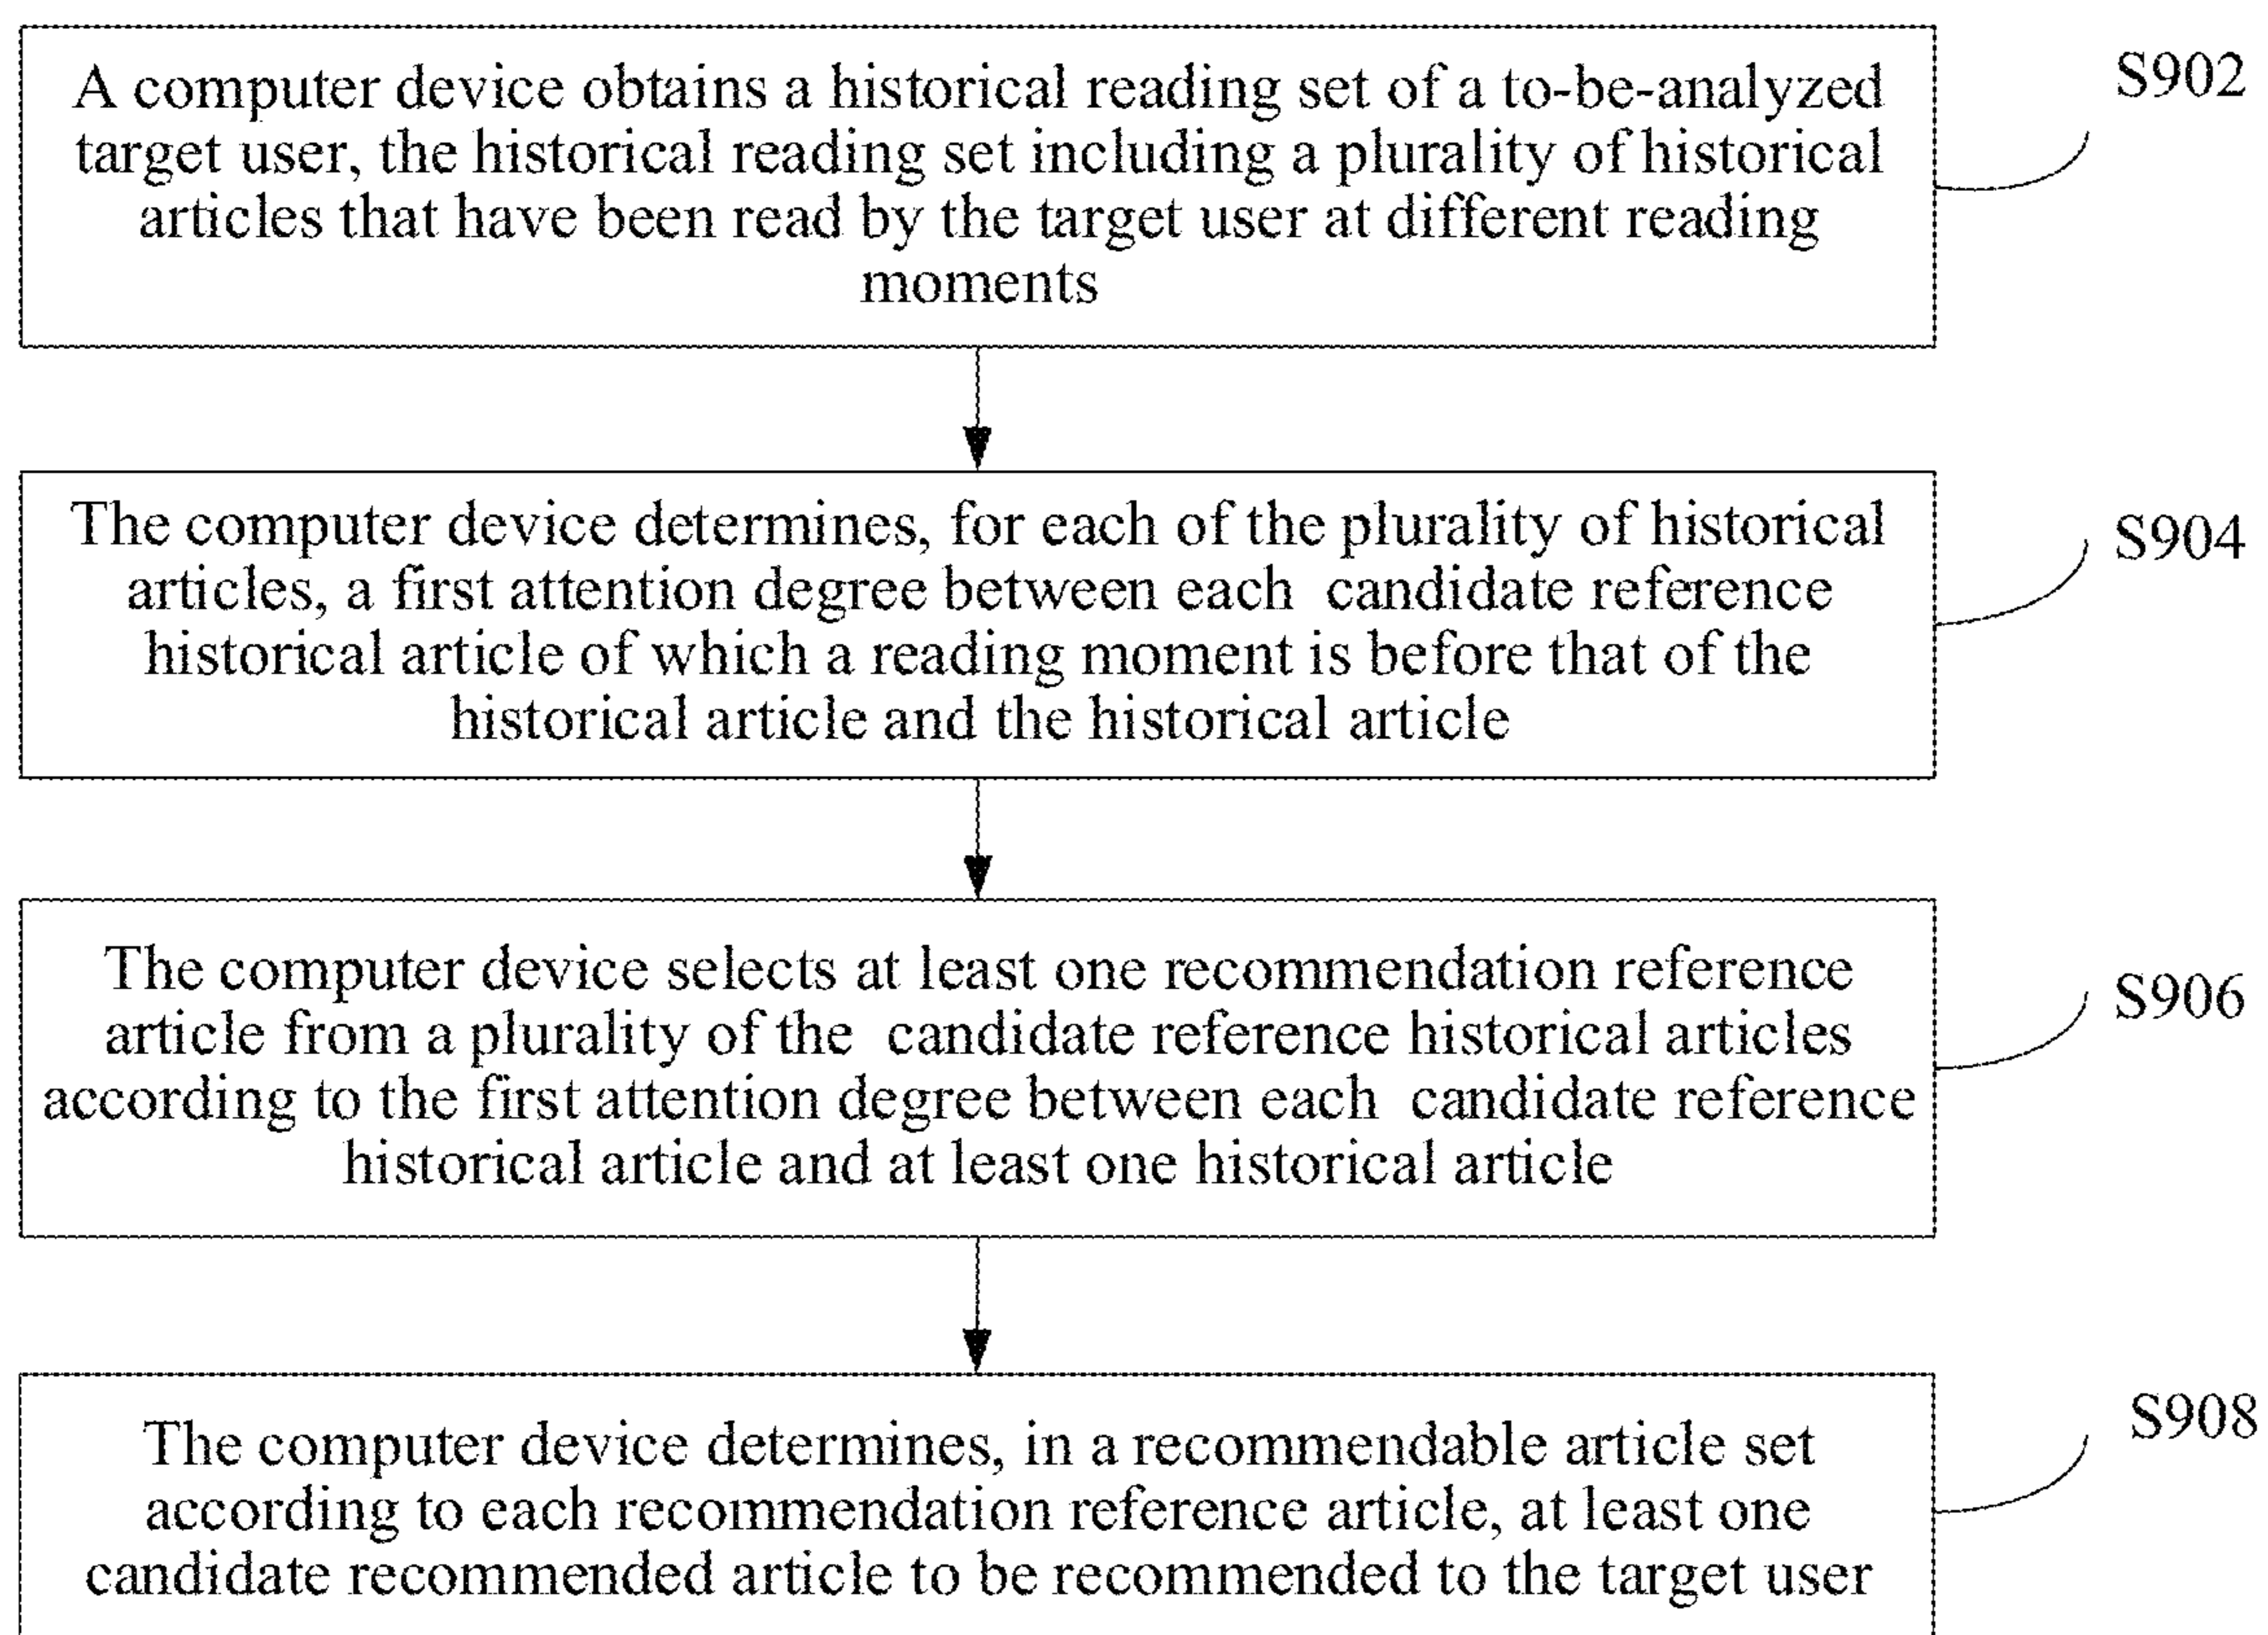 A computer device obtains a historical reading set of a to-be-analyzed
target user, the historical reading set including a plurality of historical
articles that have been read by the target user at different reading
moments
S902
The computer device determines, for each of the plurality of historical
articles, a first attention degree between each candidate reference
historical article of which a reading moment is before that of the
historical article and the historical article
S904
The computer device selects at least one recommendation reference
article from a plurality of the candidate reference historical articles
according to the first attention degree between each candidate reference
historical article and at least one historical article
S906
The computer device determines, in a recommendable article set
according to each recommendation reference article, at least one
candidate recommended article to be recommended to the target user
S908